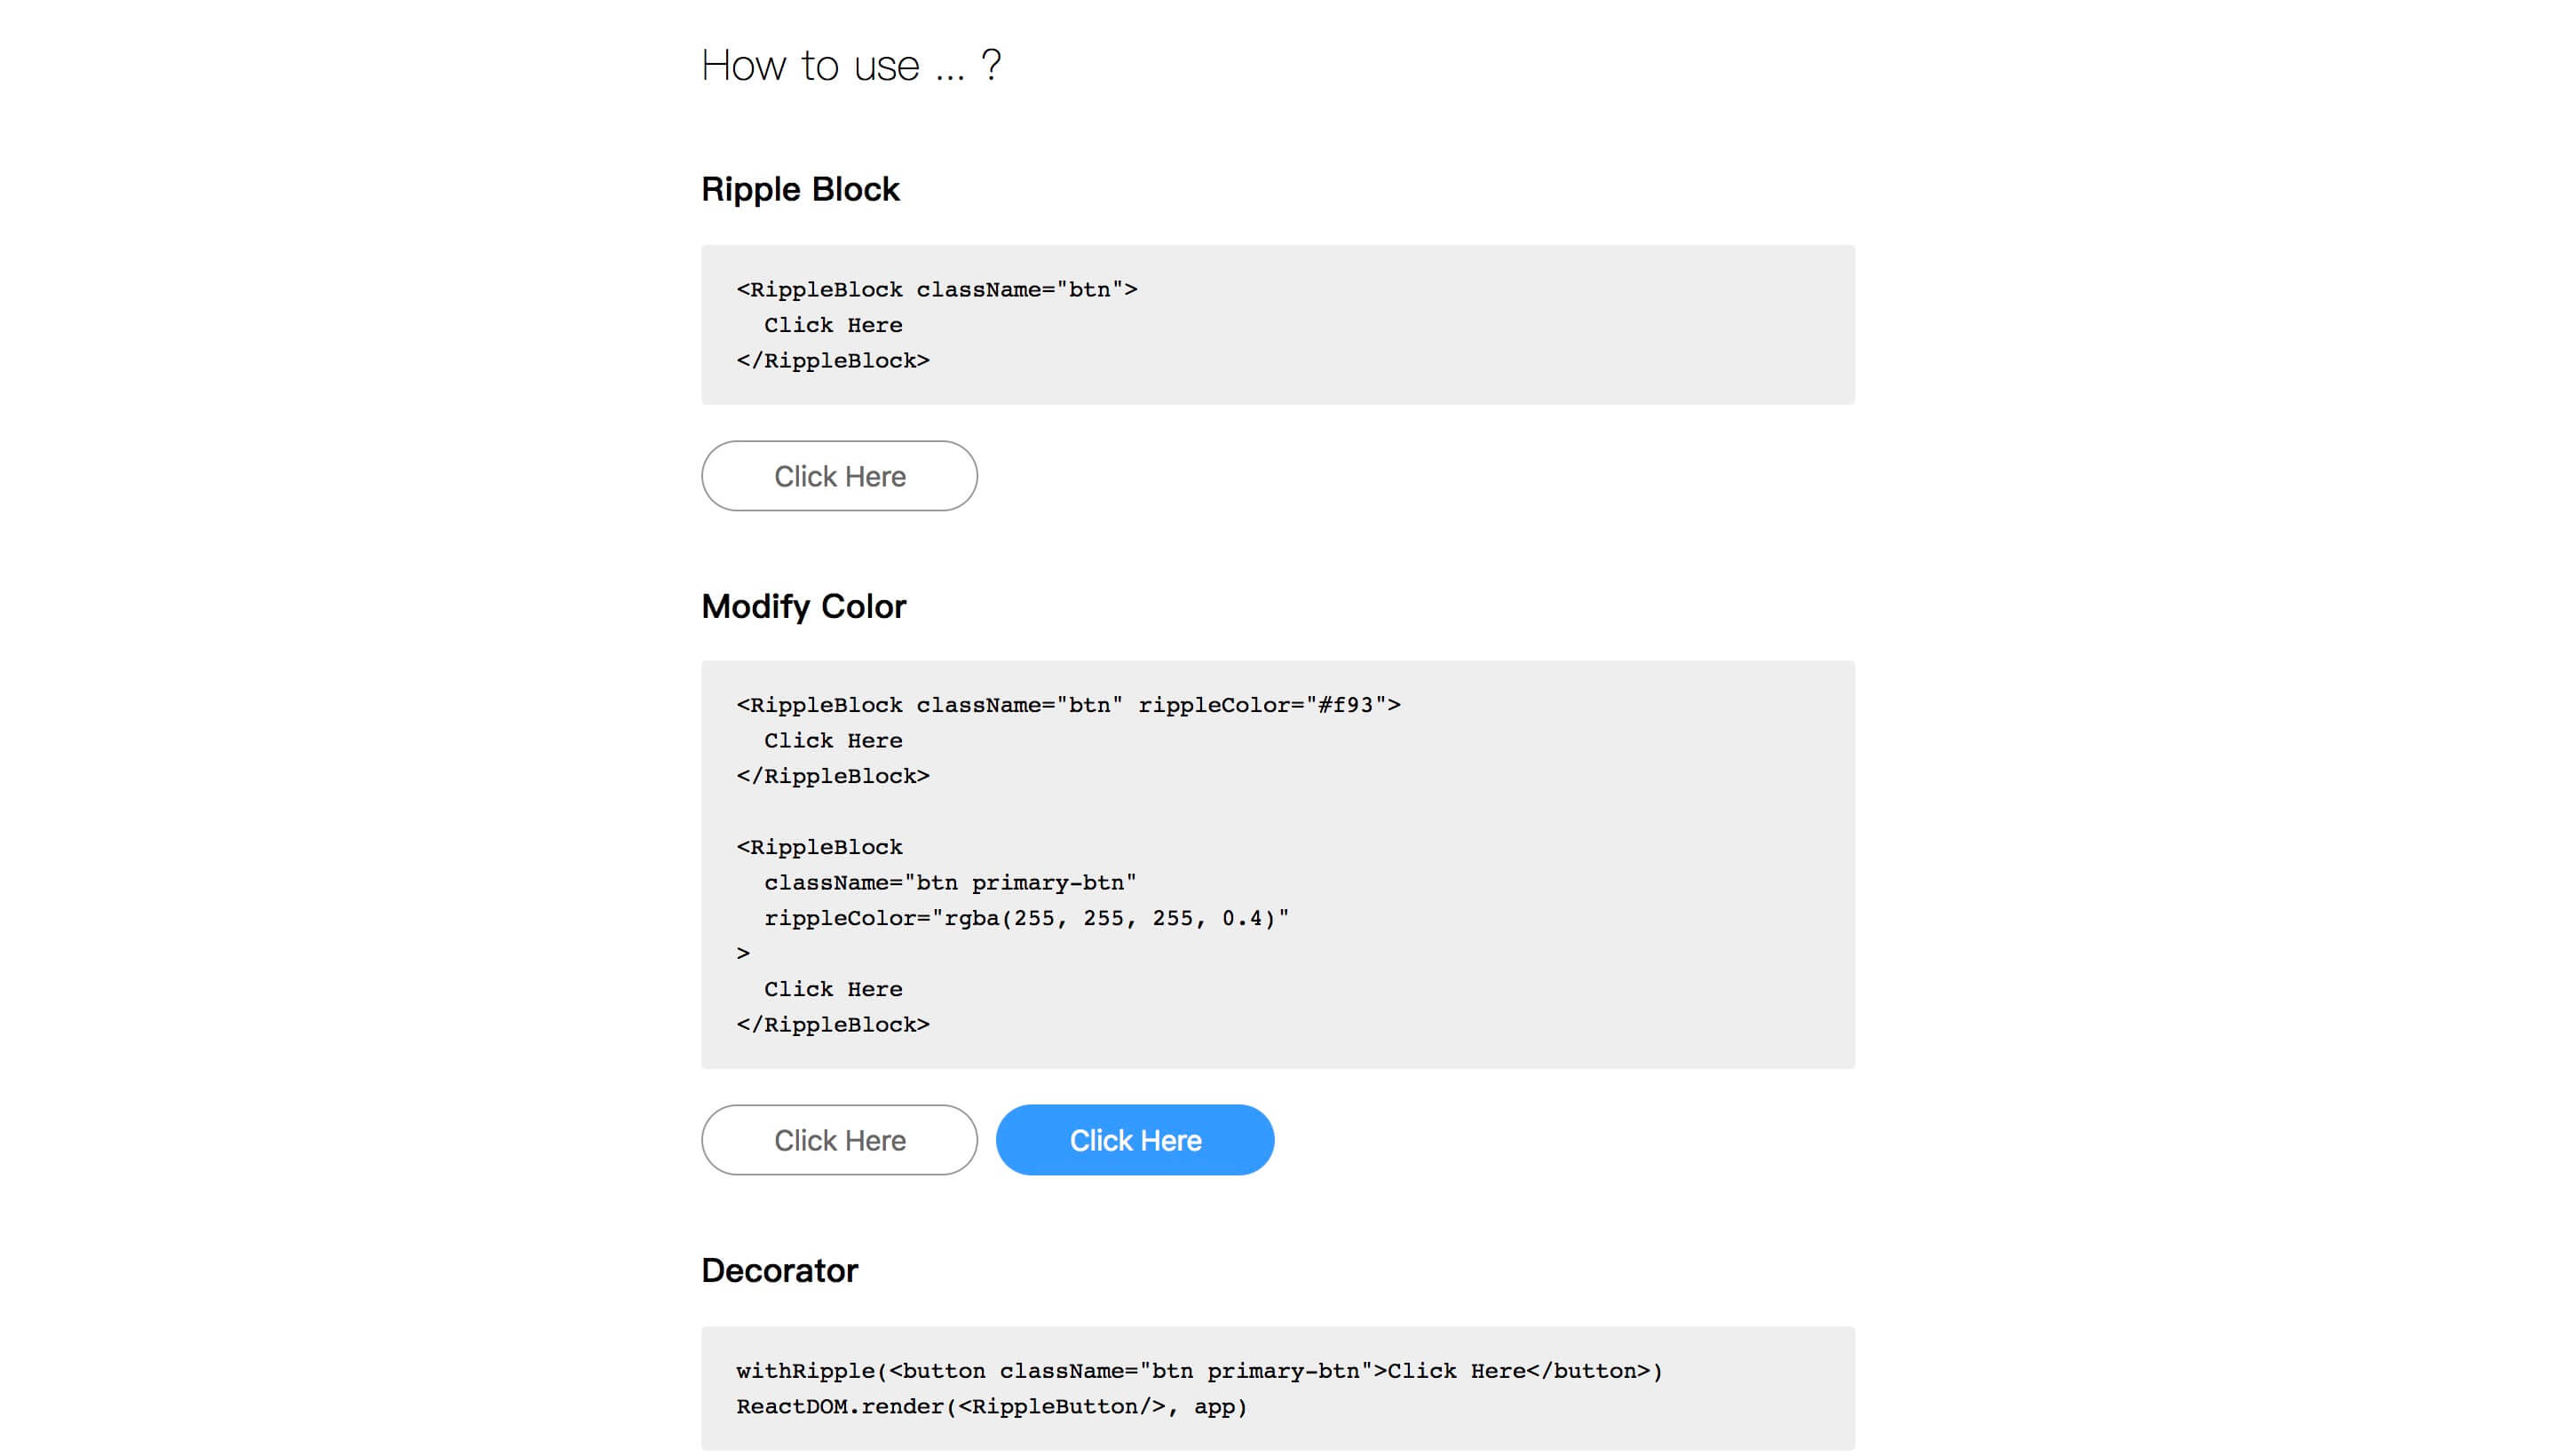 How to use ... ?
Ripple Block
<RippleBlock className="btn">
  Click Here
</RippleBlock>
Click Here
Modify Color
<RippleBlock className="btn" rippleColor="#f93">
  Click Here
</RippleBlock>
<RippleBlock
  className="btn primary-btn"
  rippleColor="rgba(255, 255, 255, 0.4)"
>
  Click Here
</RippleBlock>
Click Here Click Here
Decorator
withRipple(<button className="btn primary-btn">Click Here</button>)
ReactDOM.render(<RippleButton/>, app)